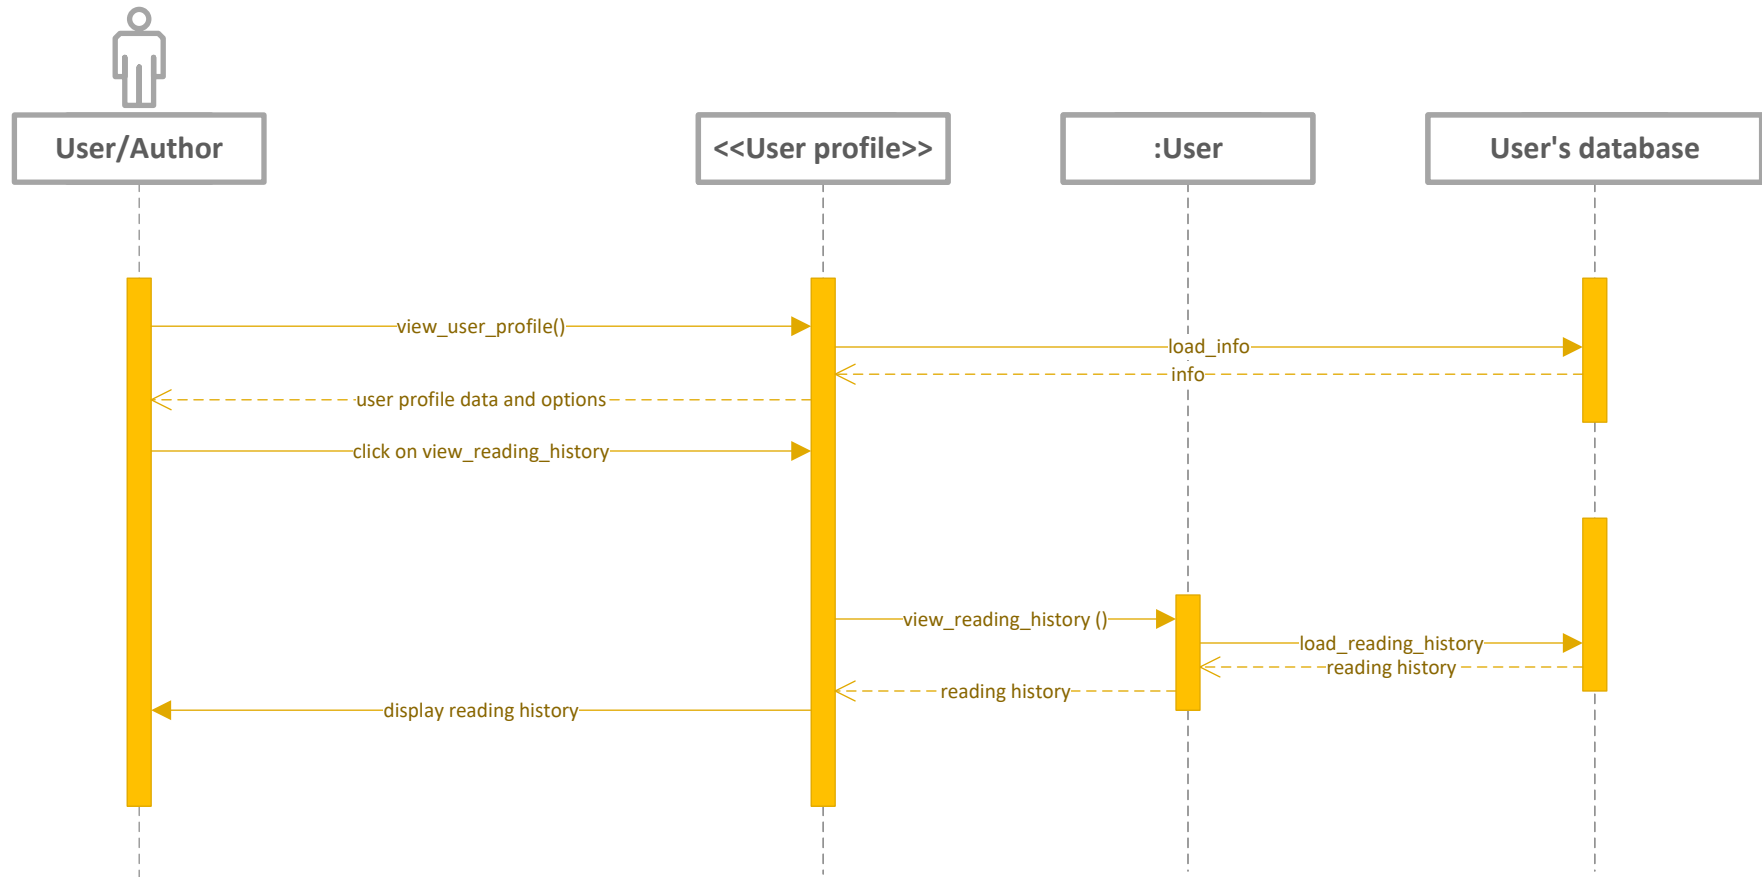 User/Author
<<User profile>>
:User
User's database
view_user_profile()
load_info
info
user profile data and options
click on view_reading_history
view_reading_history ()
load_reading_history
reading history
reading history
display reading history